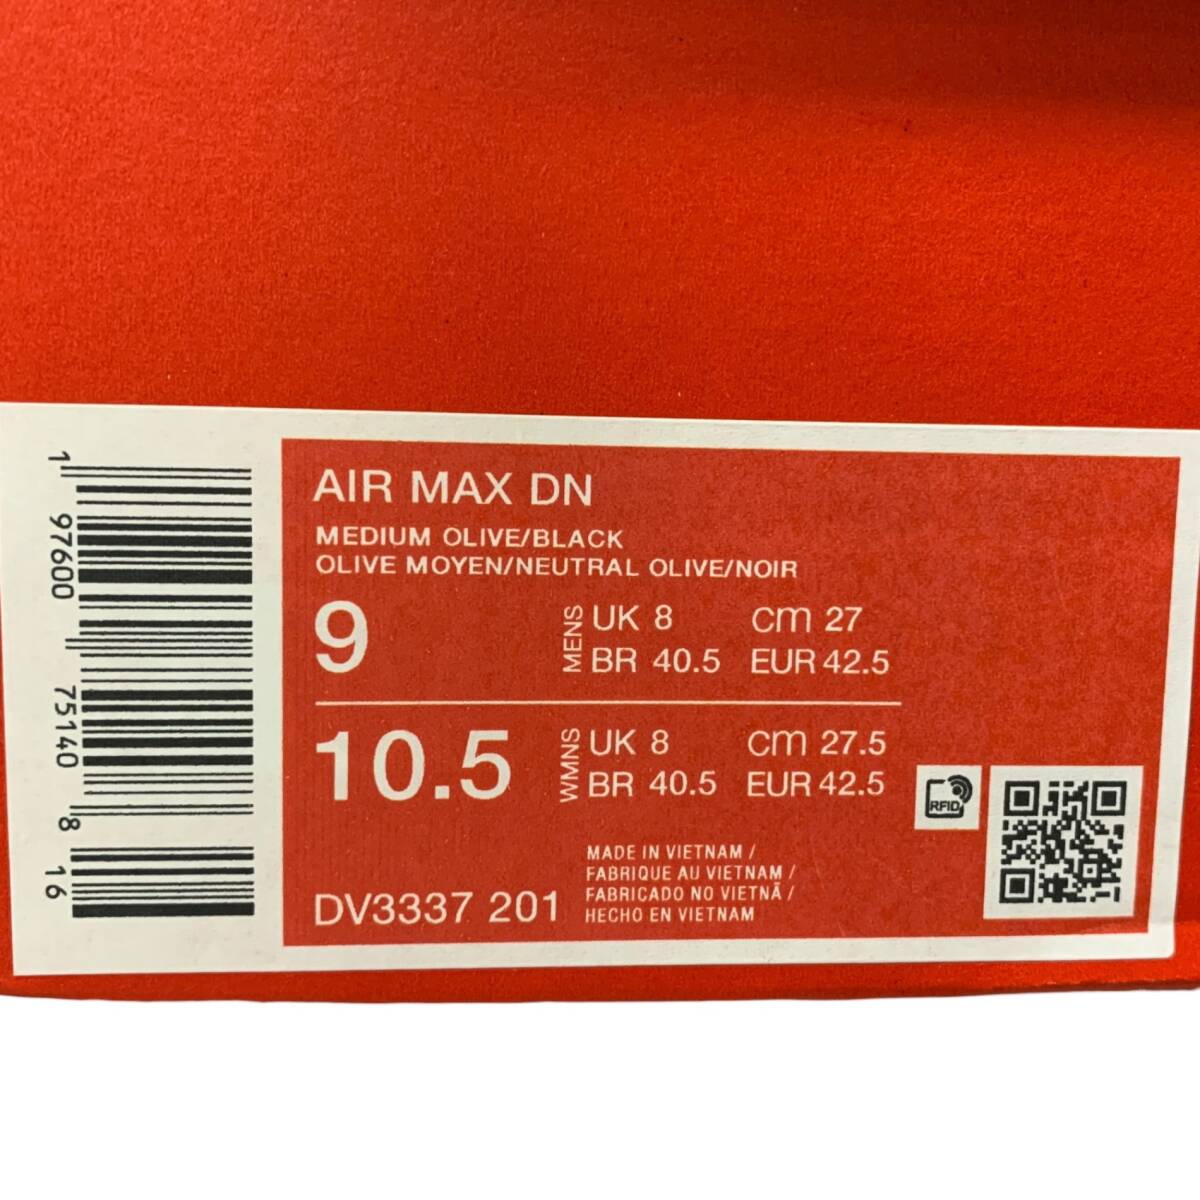 AIR MAX DN
MEDIUM OLIVE/BLACK
OLIVE MOYEN/NEUTRAL OLIVE/NOIR
9 MENS UK 8 CM 27
BR 40.5 EUR 42.5
10.5 WMNS UK 8 CM 27.5
BR 40.5 EUR 42.5
RFID
MADE IN VIETNAM /
FABRIQUE AU VIETNAM /
FABRICADO NO VIETNÃ /
HECHO EN VIETNAM
DV3337 201
1 97600 75140 8 16